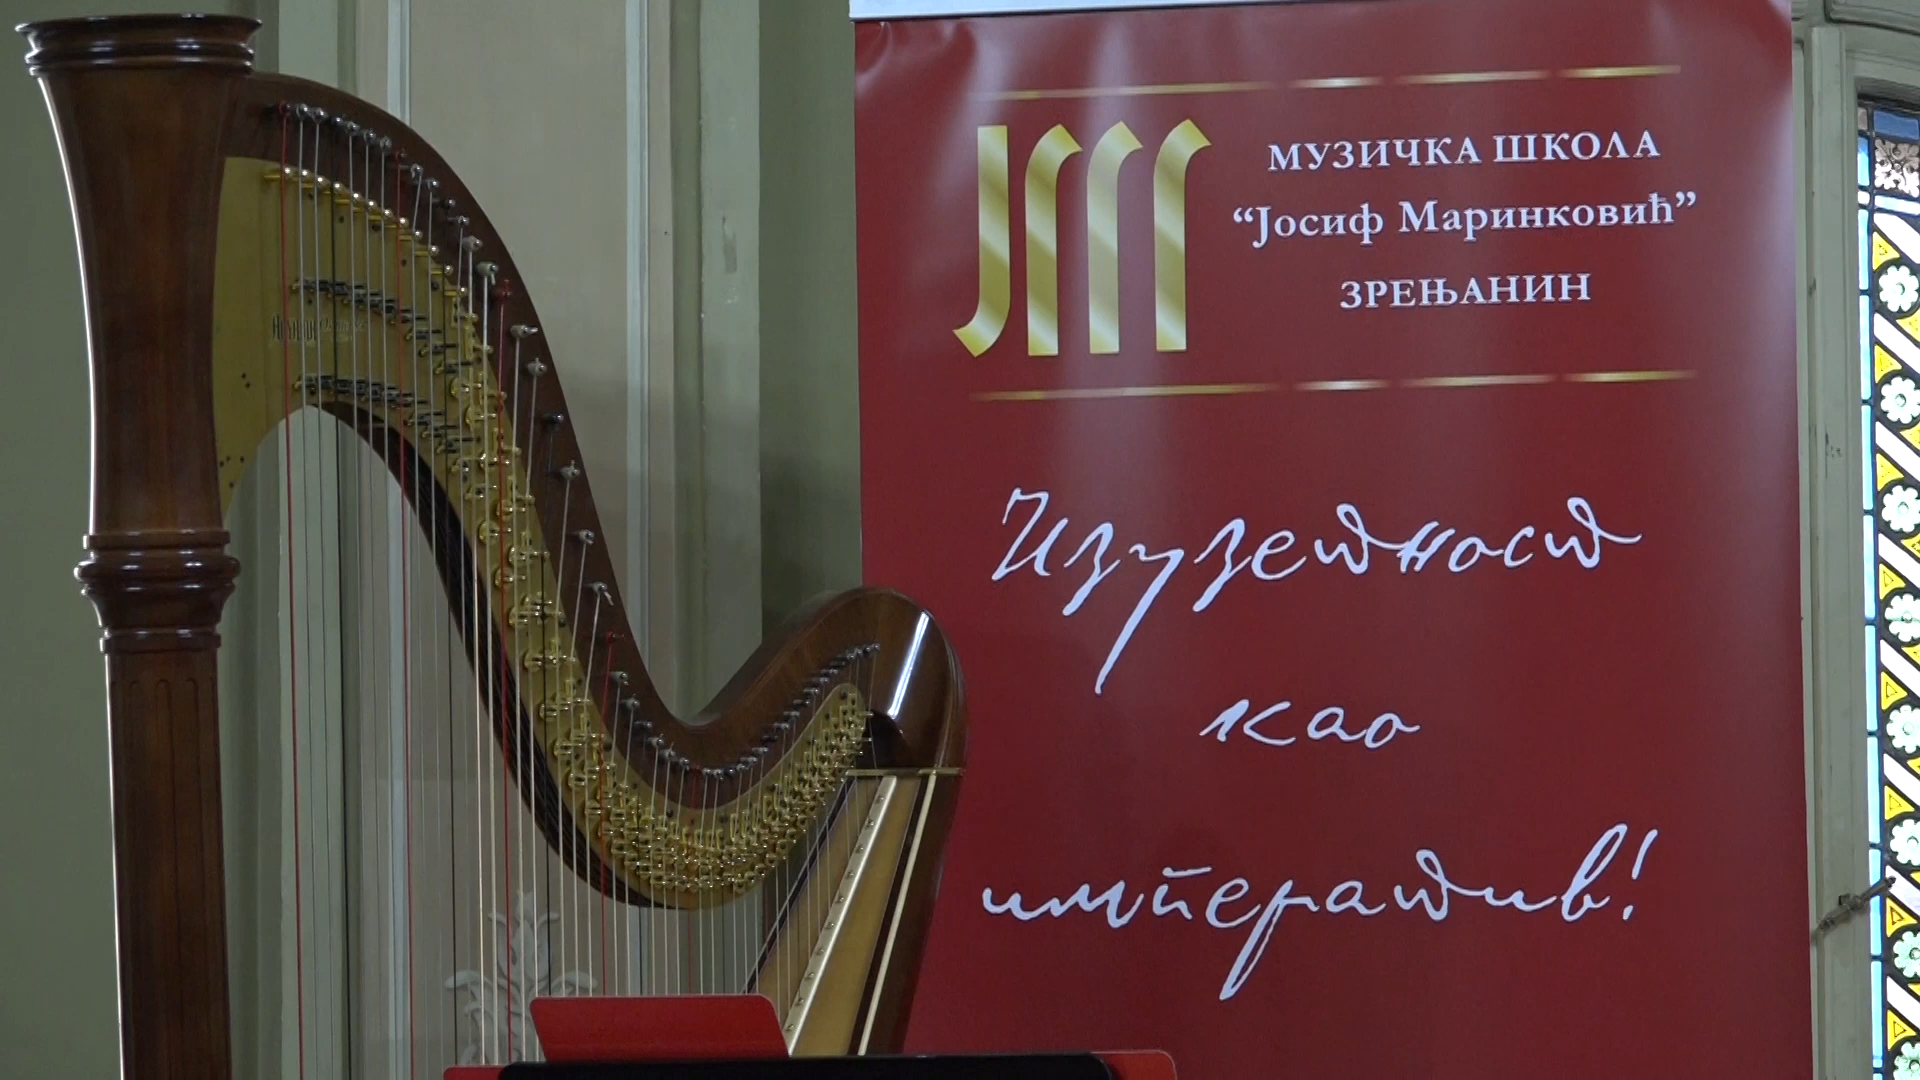 МУЗИЧКА ШКОЛА
“Јосиф Маринковић”
ЗРЕЊАНИН
Изузетност
као
императив!